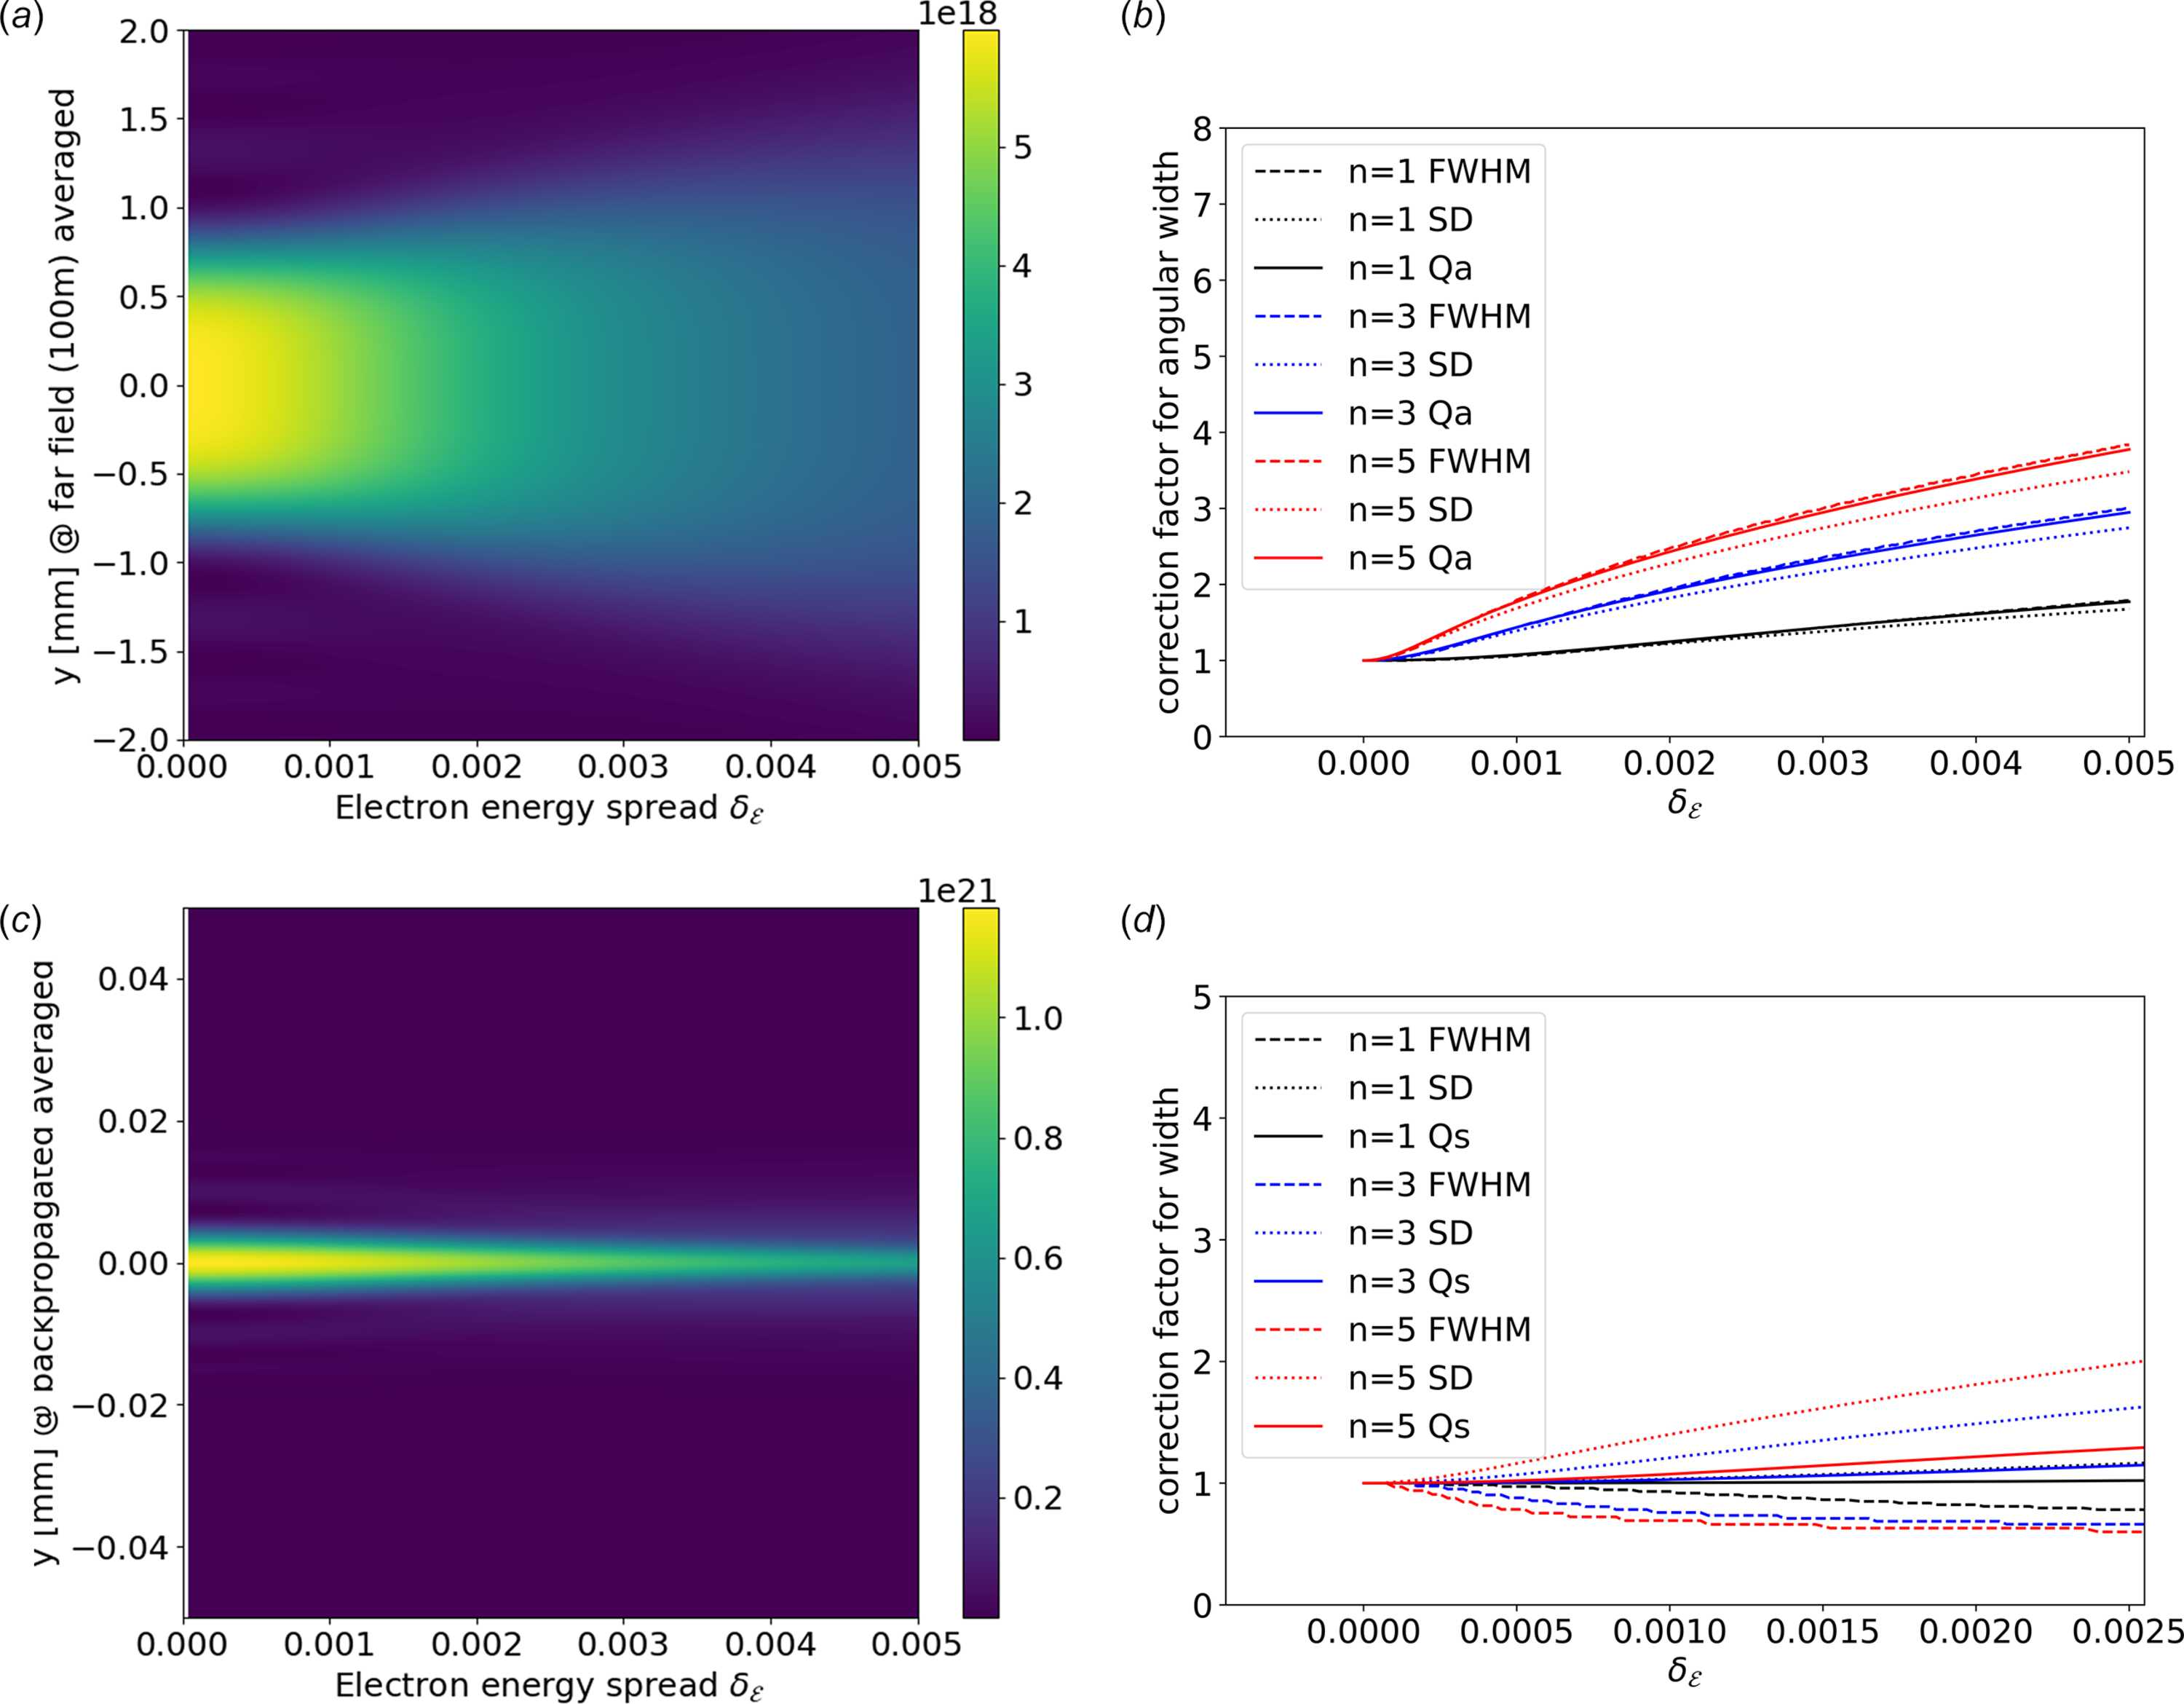 (a)
1e18
2.0
1.5
1.0
0.5
0.0
−0.5
−1.0
−1.5
−2.0
y [mm] @ far field (100m) averaged
0.000 0.001 0.002 0.003 0.004 0.005
Electron energy spread δℰ
5
4
3
2
1
(b)
8
7
6
5
4
3
2
1
0
correction factor for angular width
n=1 FWHM
n=1 SD
n=1 Qa
n=3 FWHM
n=3 SD
n=3 Qa
n=5 FWHM
n=5 SD
n=5 Qa
0.000 0.001 0.002 0.003 0.004 0.005
δℰ
(c)
1e21
0.04
0.02
0.00
−0.02
−0.04
y [mm] @ backpropagated averaged
0.000 0.001 0.002 0.003 0.004 0.005
Electron energy spread δℰ
1.0
0.8
0.6
0.4
0.2
(d)
5
4
3
2
1
0
correction factor for width
n=1 FWHM
n=1 SD
n=1 Qs
n=3 FWHM
n=3 SD
n=3 Qs
n=5 FWHM
n=5 SD
n=5 Qs
0.0000 0.0005 0.0010 0.0015 0.0020 0.0025
δℰ